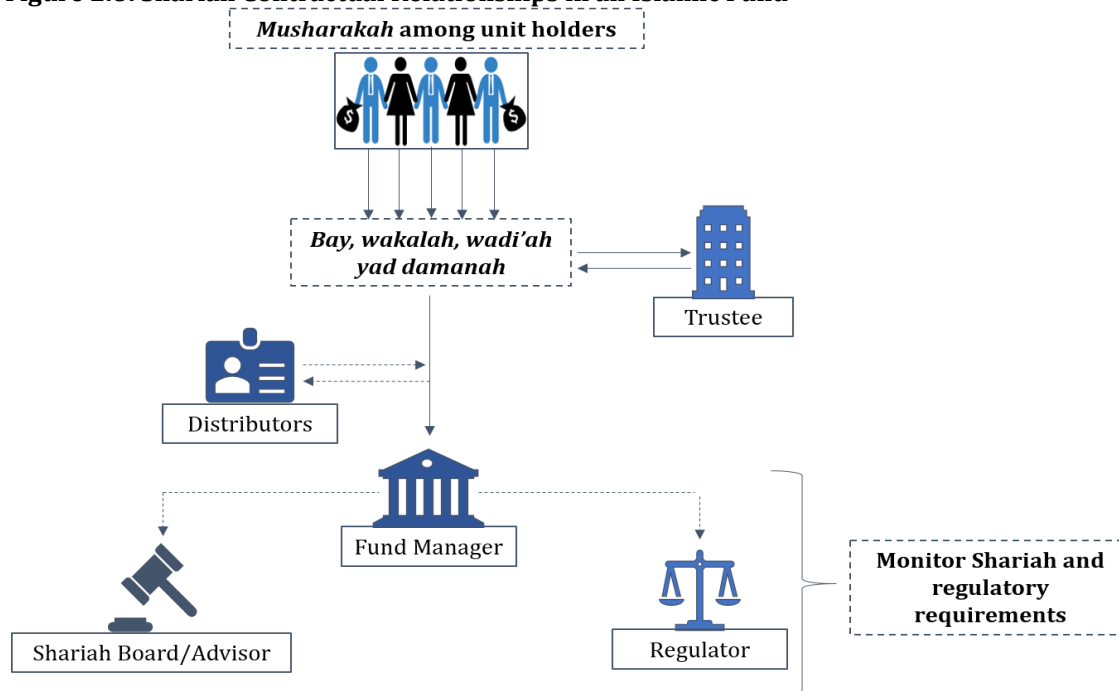 Musharakah among unit holders
$
$
Bay, wakalah, wadi’ah
yad damanah
Trustee
Distributors
Fund Manager
Monitor Shariah and
regulatory
requirements
Shariah Board/Advisor
Regulator